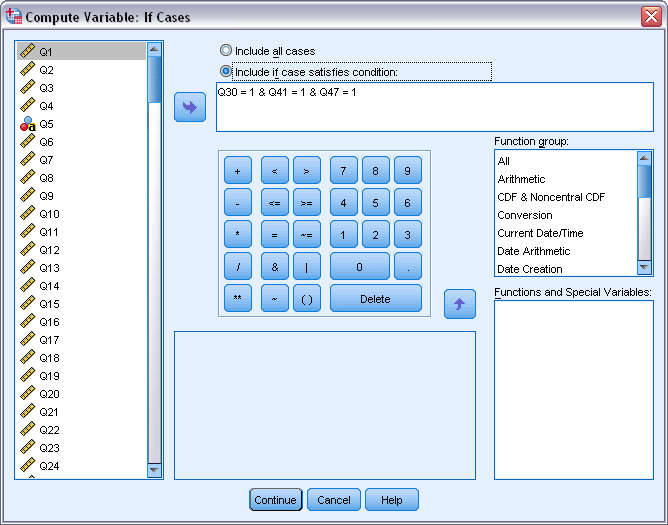 Compute Variable: If Cases
Q1
Q2
Q3
Q4
Q5
Q6
Q7
Q8
Q9
Q10
Q11
Q12
Q13
Q14
Q15
Q16
Q17
Q18
Q19
Q20
Q21
Q22
Q23
Q24
Include all cases
Include if case satisfies condition:
Q30 = 1 & Q41 = 1 & Q47 = 1
+ < > 7 8 9
- <= >= 4 5 6
* = ~= 1 2 3
/ & | 0 .
** ~ ( ) Delete
Function group:
All
Arithmetic
CDF & Noncentral CDF
Conversion
Current Date/Time
Date Arithmetic
Date Creation
Functions and Special Variables:
Continue Cancel Help